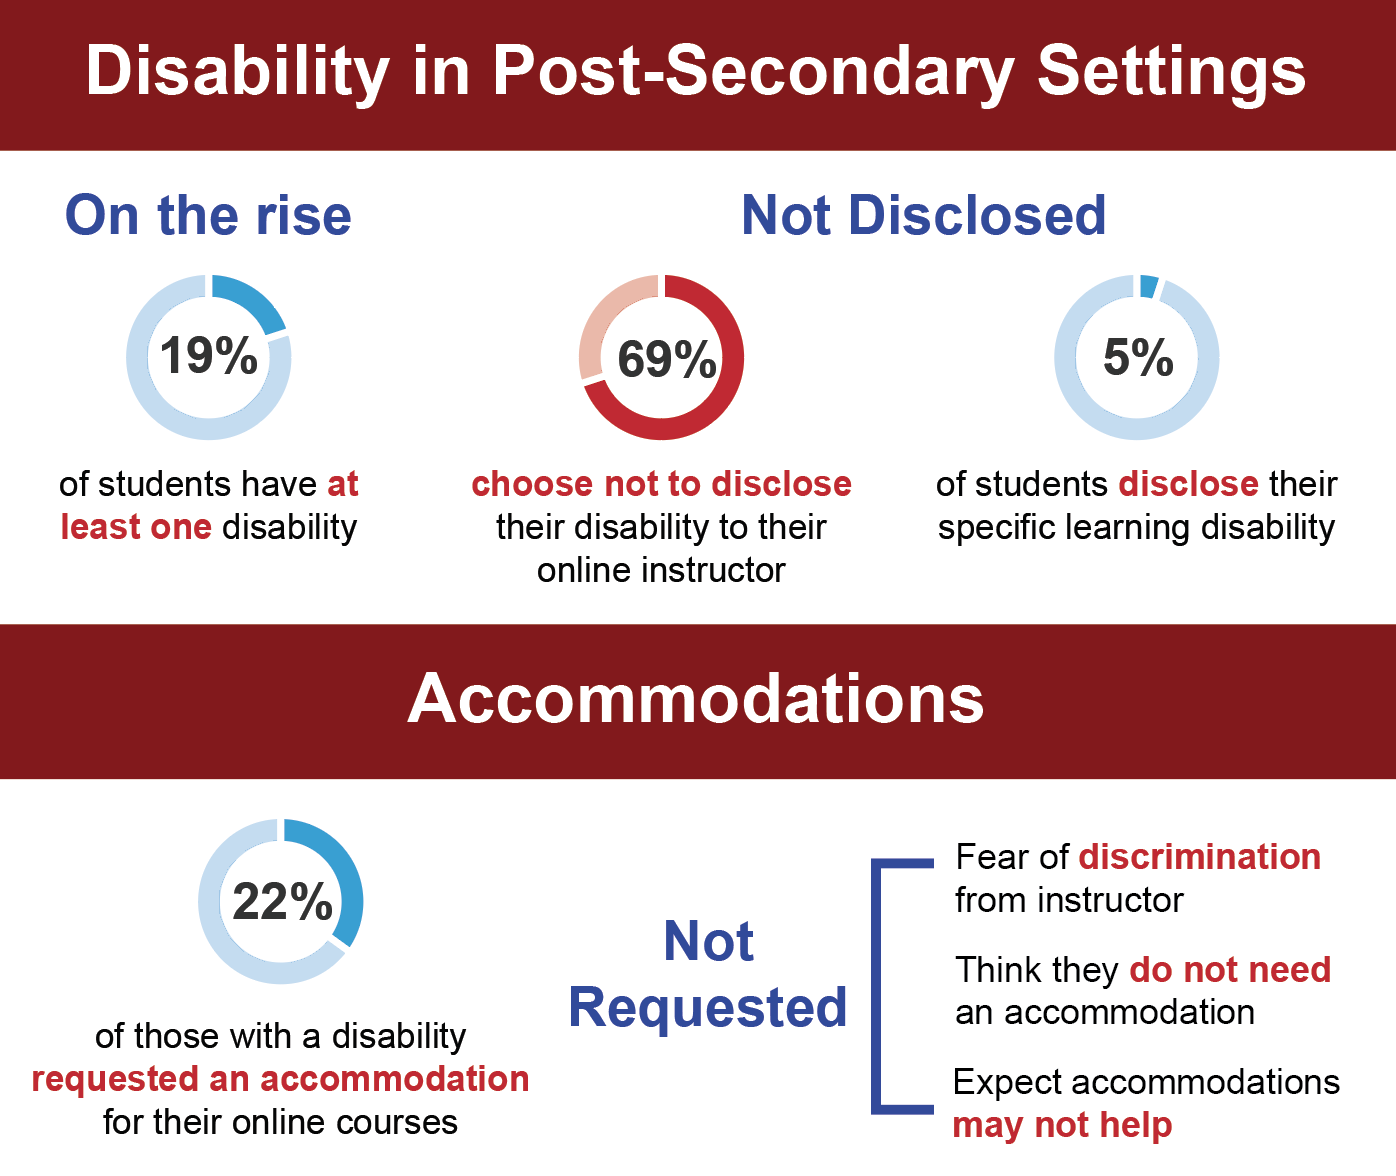 Disability in Post-Secondary Settings
On the rise
19%
of students have at
least one disability
Not Disclosed
69%
choose not to disclose
their disability to their
online instructor
5%
of students disclose their
specific learning disability
Accommodations
22%
of those with a disability
requested an accommodation
for their online courses
Not
Requested
Fear of discrimination
from instructor
Think they do not need
an accommodation
Expect accommodations
may not help